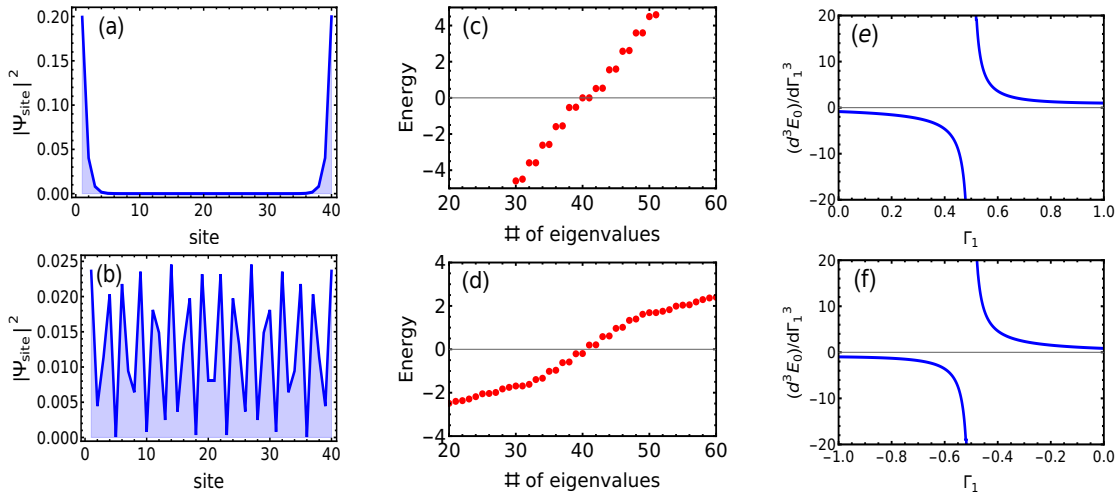 (a)
|Ψsite|²
0.20
0.15
0.10
0.05
0.00
0 10 20 30 40
site
(c)
Energy
4
2
0
−2
−4
20 30 40 50 60
# of eigenvalues
(e)
(d³E₀)/dΓ₁³
20
10
0
−10
−20
0.0 0.2 0.4 0.6 0.8 1.0
Γ₁
(b)
|Ψsite|²
0.025
0.020
0.015
0.010
0.005
0.000
0 10 20 30 40
site
(d)
Energy
4
2
0
−2
−4
20 30 40 50 60
# of eigenvalues
(f)
(d³E₀)/dΓ₁³
20
10
0
−10
−20
−1.0 −0.8 −0.6 −0.4 −0.2 0.0
Γ₁